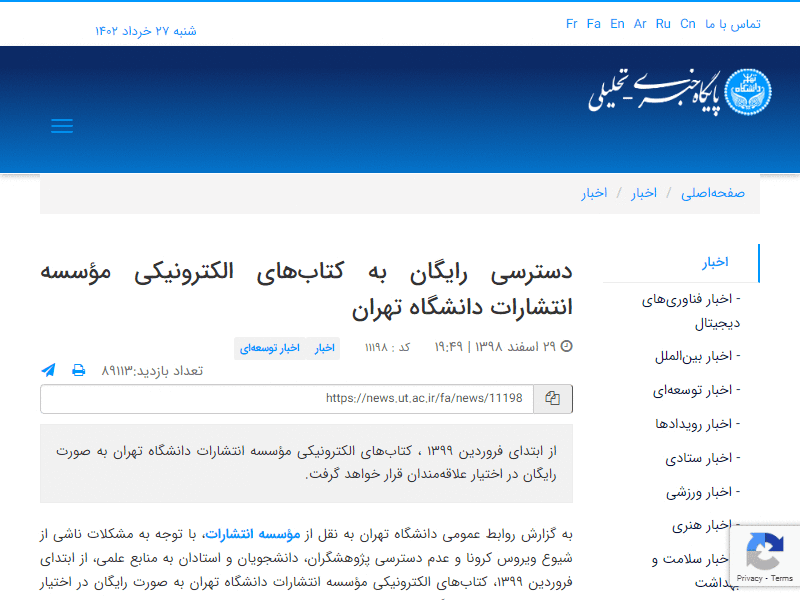 تماس با ما Cn Ru Ar En Fa Fr
شنبه ۲۷ خرداد ۱۴۰۲
پایگاه خبری - تحلیلی
صفحه‌اصلی / اخبار / اخبار
اخبار
- اخبار فناوری‌های
دیجیتال
- اخبار بین‌الملل
- اخبار توسعه‌ای
- اخبار رویدادها
- اخبار ستادی
- اخبار ورزشی
- اخبار هنری
اخبار سلامت و
بهداشت
دسترسی رایگان به کتاب‌های الکترونیکی مؤسسه
انتشارات دانشگاه تهران
۲۹ اسفند ۱۳۹۸ | ۱۹:۴۹
کد : ۱۱۱۹۸
اخبار
اخبار توسعه‌ای
تعداد بازدید:۸۹۱۱۳
https://news.ut.ac.ir/fa/news/11198
از ابتدای فروردین ۱۳۹۹ ، کتاب‌های الکترونیکی مؤسسه انتشارات دانشگاه تهران به صورت
رایگان در اختیار علاقه‌مندان قرار خواهد گرفت.
به گزارش روابط عمومی دانشگاه تهران به نقل از مؤسسه انتشارات، با توجه به مشکلات ناشی از
شیوع ویروس کرونا و عدم دسترسی پژوهشگران، دانشجویان و استادان به منابع علمی، از ابتدای
فروردین ۱۳۹۹، کتاب‌های الکترونیکی مؤسسه انتشارات دانشگاه تهران به صورت رایگان در اختیار
Privacy - Terms